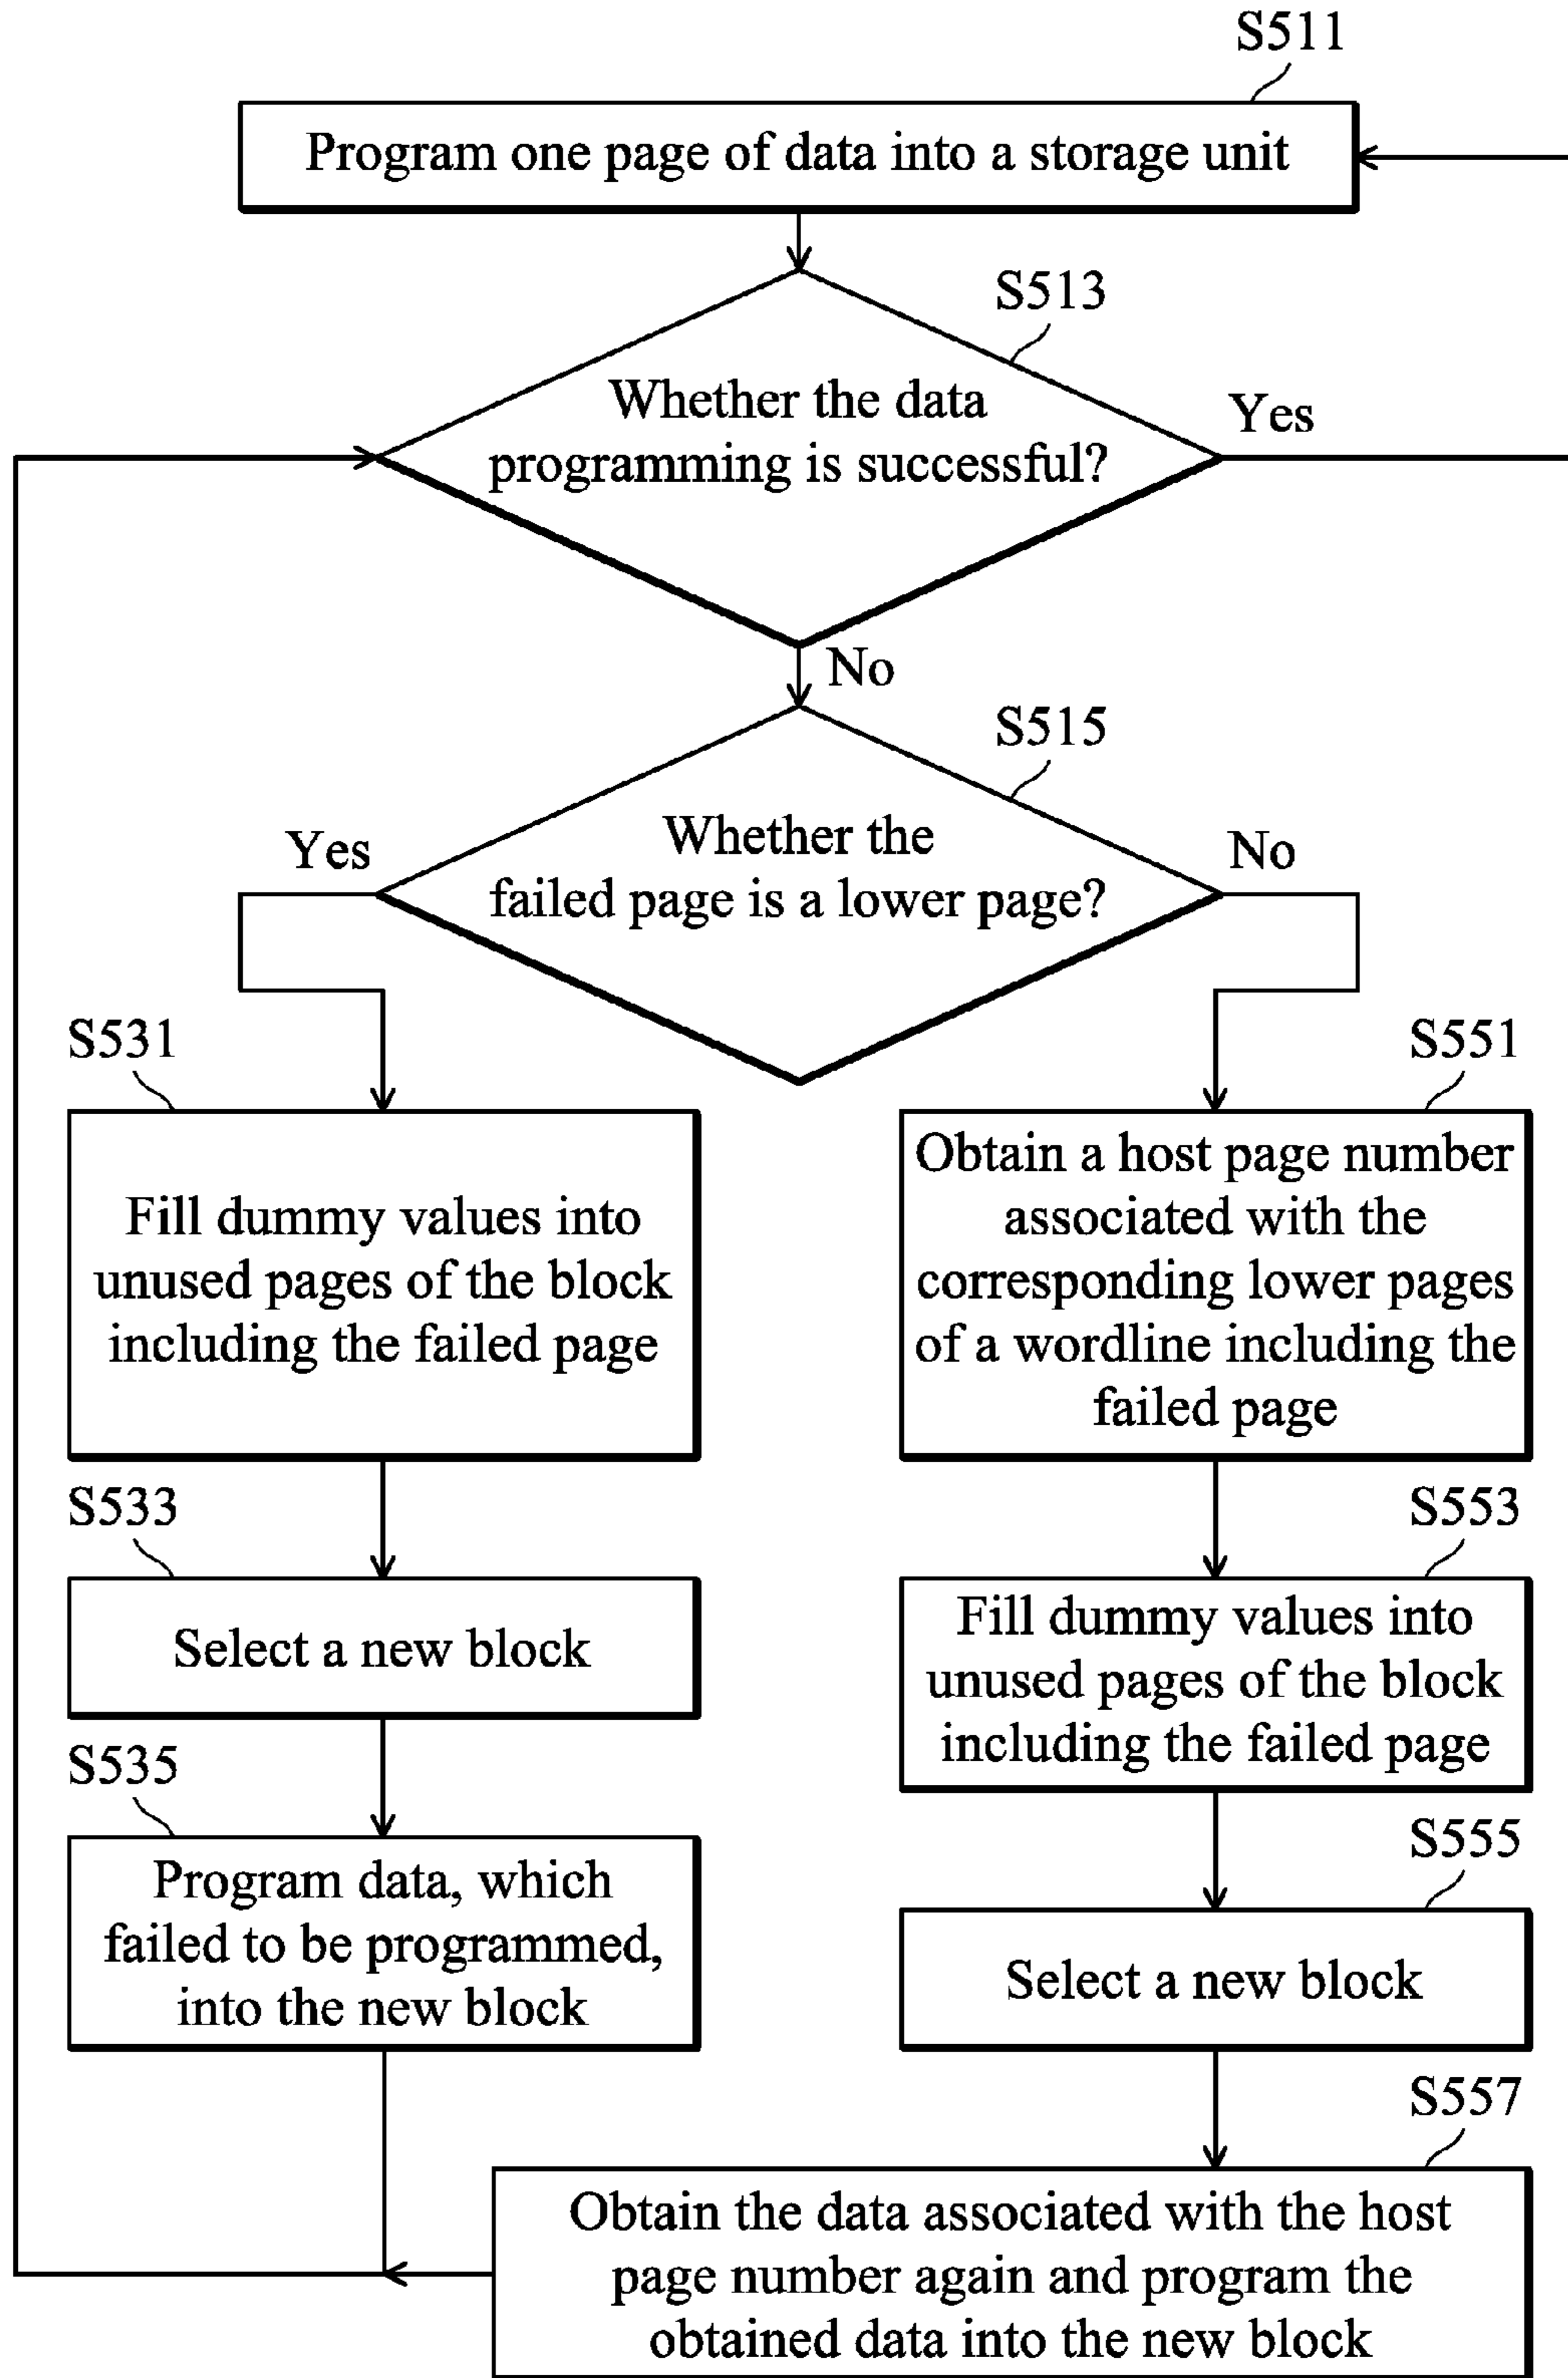 S511
Program one page of data into a storage unit
S513
Whether the data
programming is successful?
Yes
No
S515
Whether the
failed page is a lower page?
Yes
No
S531
Fill dummy values into
unused pages of the block
including the failed page
S551
Obtain a host page number
associated with the
corresponding lower pages
of a wordline including the
failed page
S533
Select a new block
S553
Fill dummy values into
unused pages of the block
including the failed page
S535
Program data, which
failed to be programmed,
into the new block
S555
Select a new block
S557
Obtain the data associated with the host
page number again and program the
obtained data into the new block